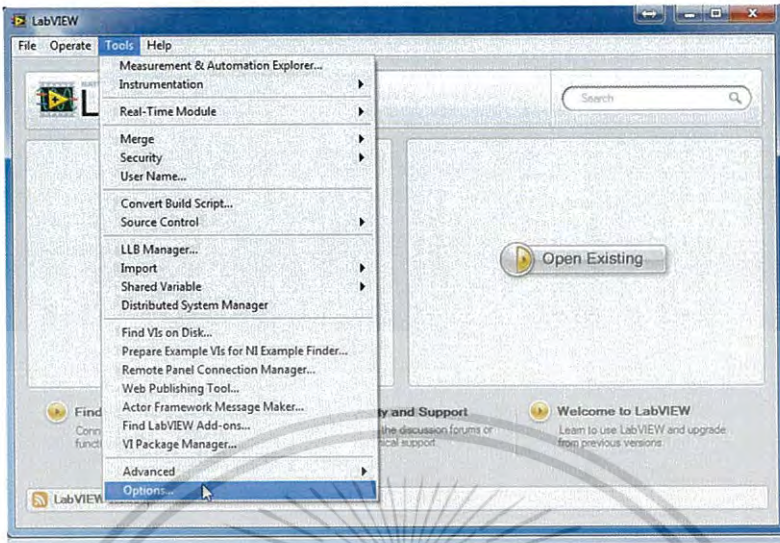 LabVIEW
File Operate Tools Help
Measurement & Automation Explorer...
Instrumentation
Real-Time Module
Merge
Security
User Name...
Convert Build Script...
Source Control
LLB Manager...
Import
Shared Variable
Distributed System Manager
Find VIs on Disk...
Prepare Example VIs for NI Example Finder...
Remote Panel Connection Manager...
Web Publishing Tool...
Actor Framework Message Maker...
Find LabVIEW Add-ons...
VI Package Manager...
Advanced
Options...
L
Search
Open Existing
Find
Conn
functi
ty and Support
the discussion forums or
nical support.
Welcome to LabVIEW
Learn to use LabVIEW and upgrade
from previous versions.
LabVIEW